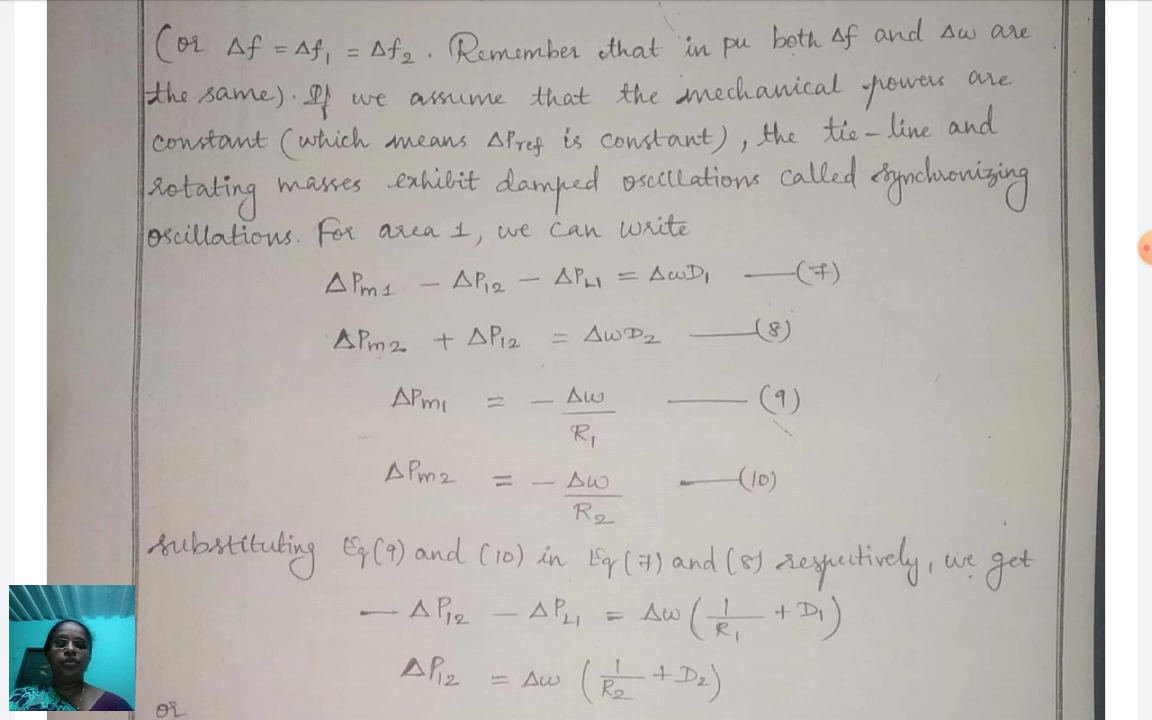 (or Δf = Δf₁ = Δf₂. Remember that in pu both Δf and Δω are
the same). If we assume that the mechanical powers are
constant (which means ΔPref is constant), the tie-line and
rotating masses exhibit damped oscillations called synchronizing
oscillations. For area 1, we can write
ΔPm1 − ΔP12 − ΔPL1 = ΔωD1 —(7)
ΔPm2 + ΔP12 = ΔωD2 —(8)
ΔPm1 = − Δω/R1 —(9)
ΔPm2 = − Δω/R2 —(10)
substituting Eq(9) and (10) in Eq(7) and (8) respectively, we get
− ΔP12 − ΔPL1 = Δω (1/R1 + D1)
ΔP12 = Δω (1/R2 + D2)
or